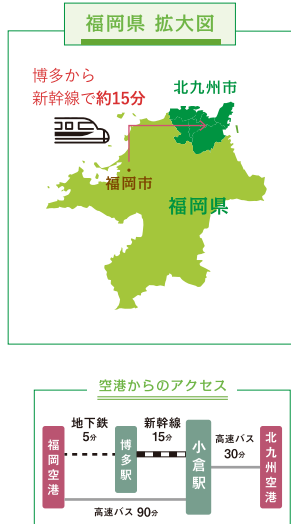 福岡県 拡大図
博多から
新幹線で約15分
北九州市
福岡市
福岡県
空港からのアクセス
福岡空港
地下鉄
5分
博多駅
新幹線
15分
小倉駅
高速バス
30分
北九州空港
高速バス 90分